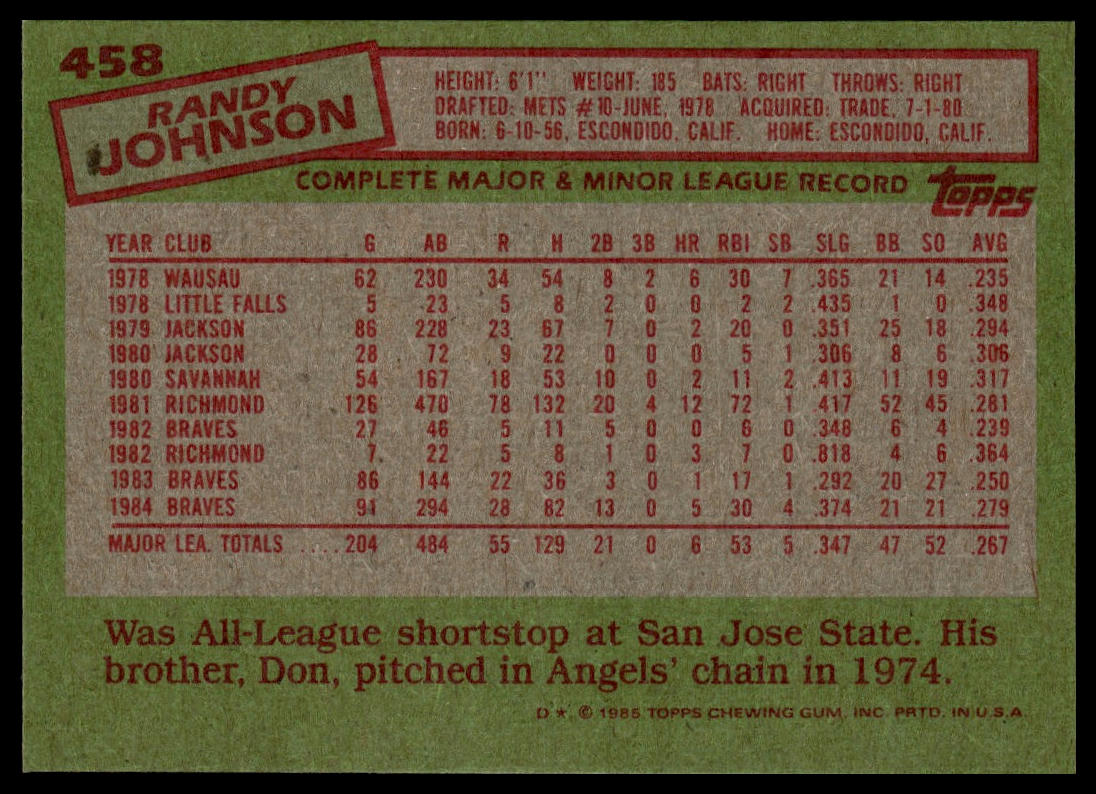 458
RANDY
JOHNSON
HEIGHT: 6'1" WEIGHT: 185 BATS: RIGHT THROWS: RIGHT
DRAFTED: METS #10-JUNE, 1978 ACQUIRED: TRADE, 7-1-80
BORN: 6-10-56, ESCONDIDO, CALIF. HOME: ESCONDIDO, CALIF.
COMPLETE MAJOR & MINOR LEAGUE RECORD topps
YEAR CLUB G AB R H 2B 3B HR RBI SB SLG BB SO AVG
1978 WAUSAU 62 230 34 54 8 2 6 30 7 .365 21 14 .235
1978 LITTLE FALLS 5 23 5 8 2 0 0 2 2 .435 1 0 .348
1979 JACKSON 86 228 23 67 7 0 2 20 0 .351 25 18 .294
1980 JACKSON 28 72 9 22 0 0 0 5 1 .306 8 6 .306
1980 SAVANNAH 54 167 18 53 10 0 2 11 2 .413 11 19 .317
1981 RICHMOND 126 470 78 132 20 4 12 72 1 .417 52 45 .281
1982 BRAVES 27 46 5 11 5 0 0 6 0 .348 6 4 .239
1982 RICHMOND 7 22 5 8 1 0 3 7 0 .818 4 6 .364
1983 BRAVES 86 144 22 36 3 0 1 17 1 .292 20 27 .250
1984 BRAVES 91 294 28 82 13 0 5 30 4 .374 21 21 .279
MAJOR LEA. TOTALS ....204 484 55 129 21 0 6 53 5 .347 47 52 .267
Was All-League shortstop at San Jose State. His
brother, Don, pitched in Angels' chain in 1974.
D★ © 1985 TOPPS CHEWING GUM, INC. PRTD. IN U.S.A.